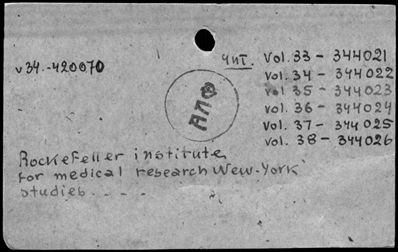 чит. Vol. 33 - 344021
v34.-420070
Vol. 34 - 344022
Vol 35 - 344023
vol. 36 - 344024
Vol. 37 - 344025
vol. 38 - 344026
Rockefeller institute
for medical research New-York
studies . . . .